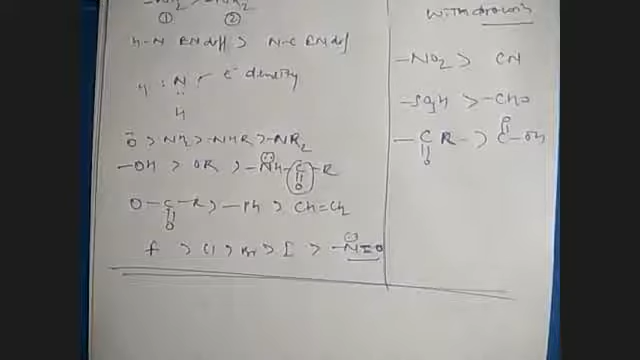 ① ②
H-N EN diff > N-C EN diff
H :N e⁻ density
H
O > NH₂ > -NHR > -NR₂
-OH > OR > -NH-C-R
O
O-C-R > -Ph > CH=CH₂
O
F > Cl > Br > I > -N=O
withdrawing
-NO₂ > CN
-SO₃H > -CHO
-C R -> C-OH
O O